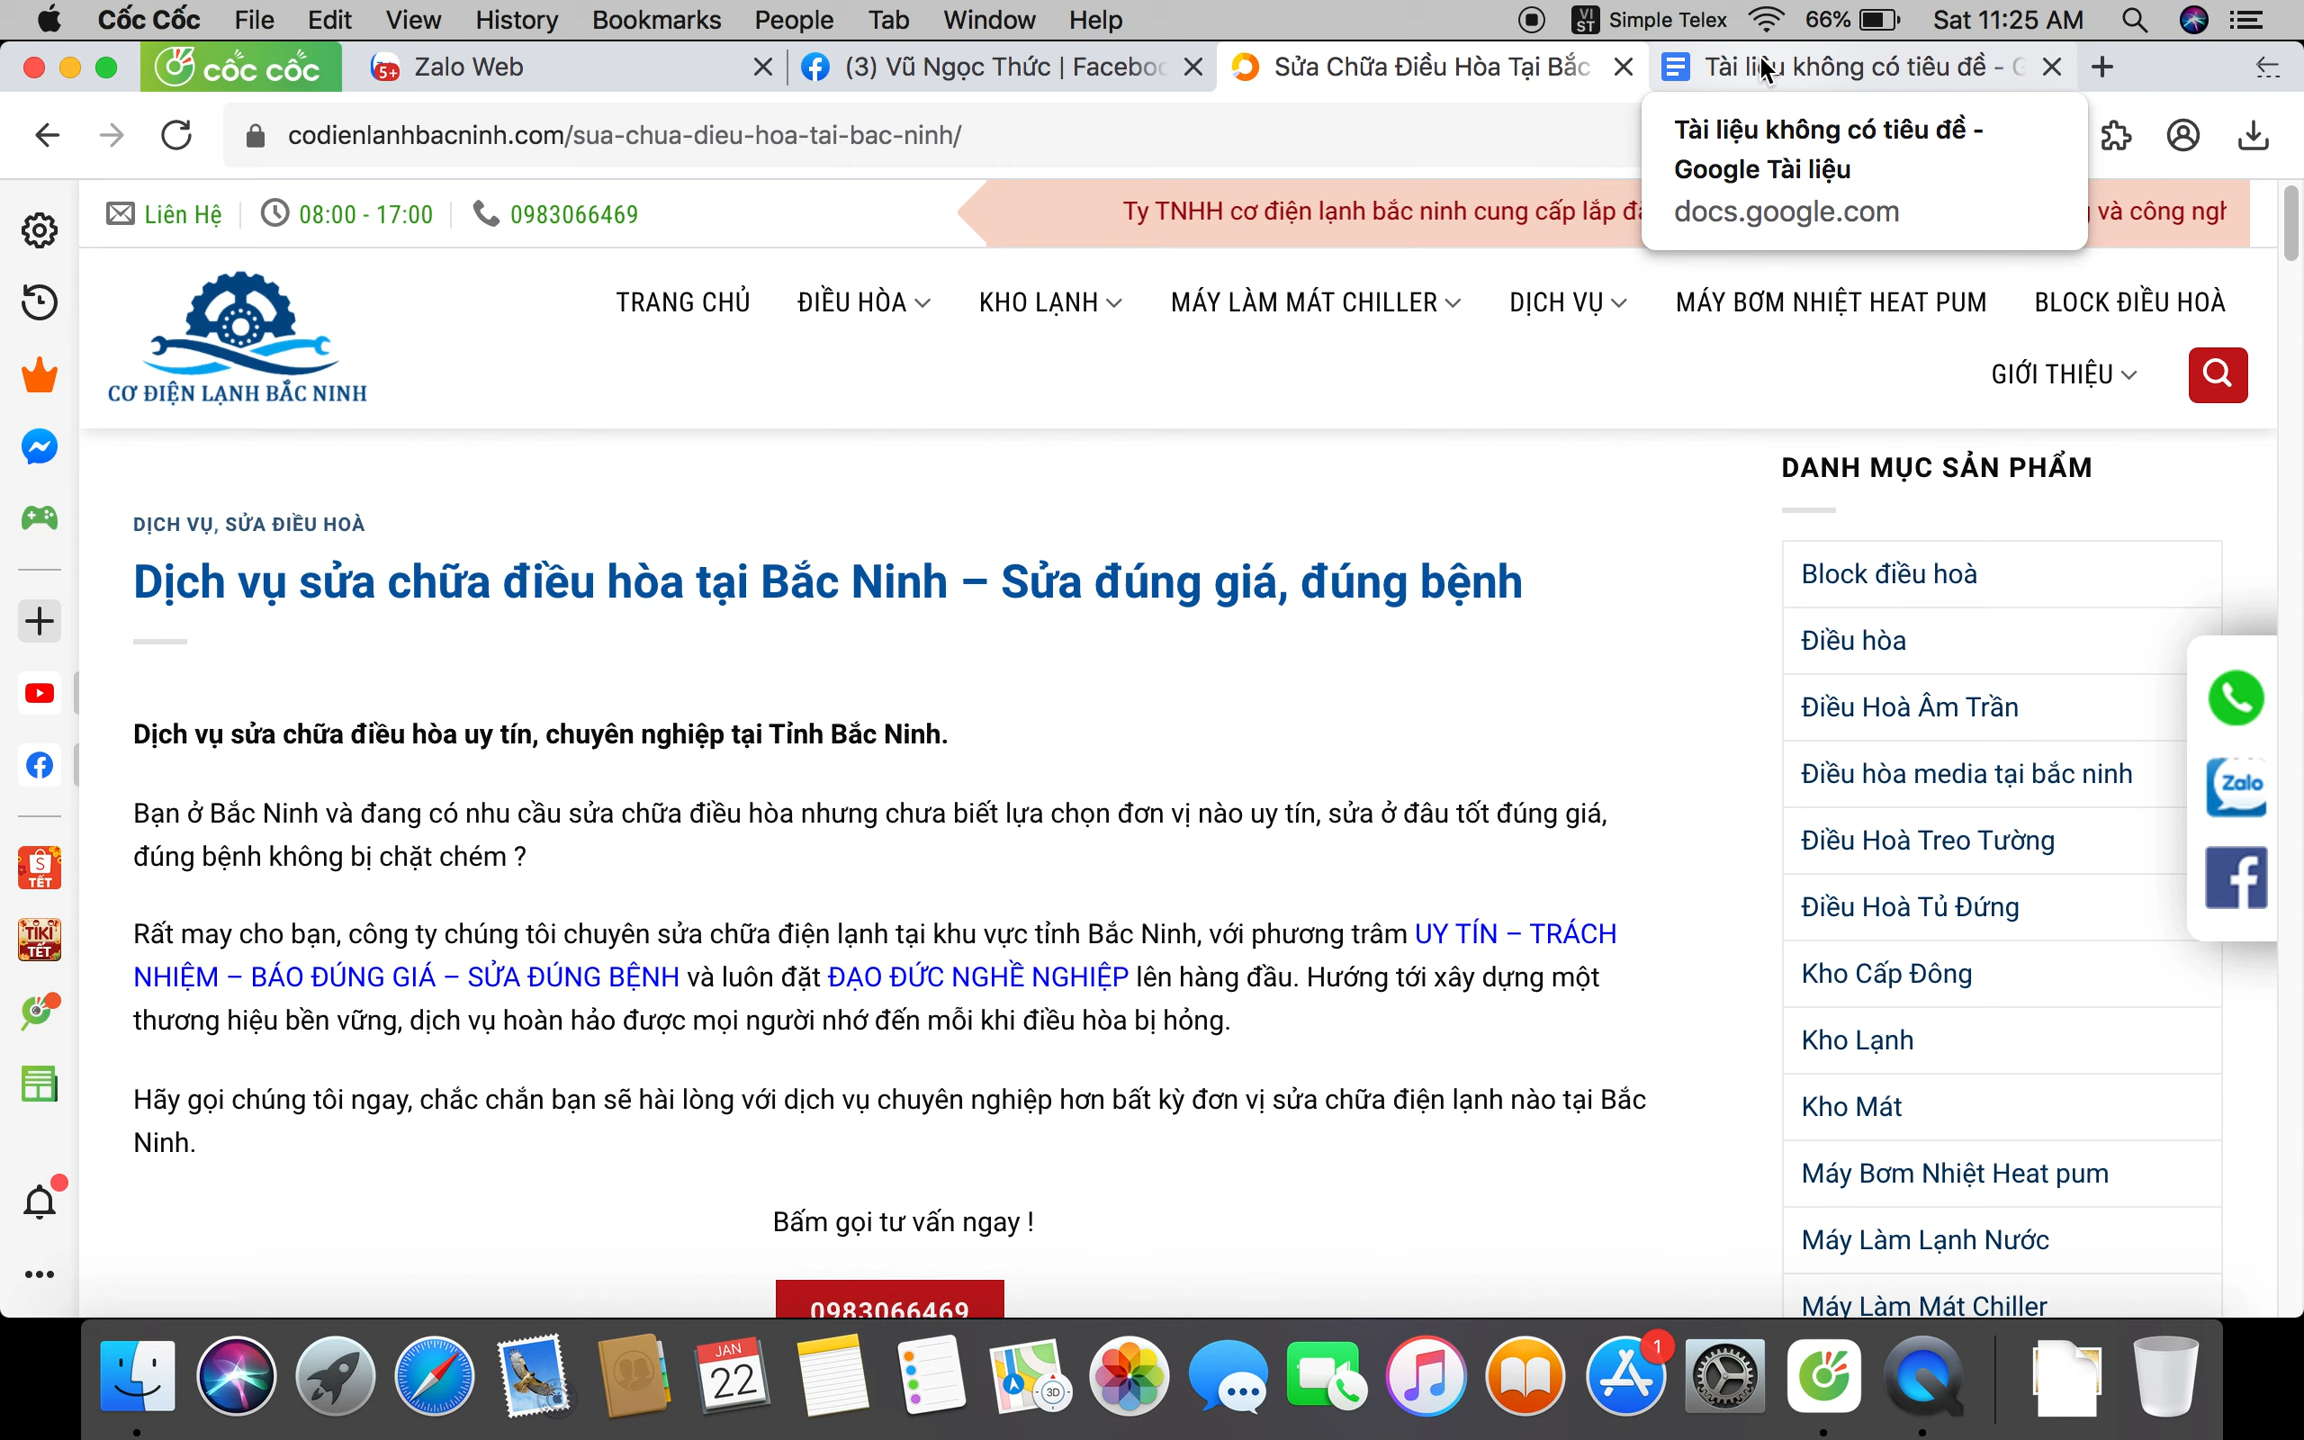 Cốc Cốc File Edit View History Bookmarks People Tab Window Help
VI ST Simple Telex 66% Sat 11:25 AM
cốc cốc
5+ Zalo Web
(3) Vũ Ngọc Thức | Faceboo
Sửa Chữa Điều Hòa Tại Bắc
Tài liệu không có tiêu đề - G
codienlanhbacninh.com/sua-chua-dieu-hoa-tai-bac-ninh/
Tài liệu không có tiêu đề -
Google Tài liệu
docs.google.com
Liên Hệ 08:00 - 17:00 0983066469
Ty TNHH cơ điện lạnh bắc ninh cung cấp lắp và công ngh
CƠ ĐIỆN LẠNH BẮC NINH
TRANG CHỦ ĐIỀU HÒA KHO LẠNH MÁY LÀM MÁT CHILLER DỊCH VỤ MÁY BƠM NHIỆT HEAT PUM BLOCK ĐIỀU HOÀ
GIỚI THIỆU
DỊCH VỤ, SỬA ĐIỀU HOÀ
Dịch vụ sửa chữa điều hòa tại Bắc Ninh – Sửa đúng giá, đúng bệnh
Dịch vụ sửa chữa điều hòa uy tín, chuyên nghiệp tại Tỉnh Bắc Ninh.
Bạn ở Bắc Ninh và đang có nhu cầu sửa chữa điều hòa nhưng chưa biết lựa chọn đơn vị nào uy tín, sửa ở đâu tốt đúng giá,
đúng bệnh không bị chặt chém ?
Rất may cho bạn, công ty chúng tôi chuyên sửa chữa điện lạnh tại khu vực tỉnh Bắc Ninh, với phương trâm UY TÍN – TRÁCH
NHIỆM – BÁO ĐÚNG GIÁ – SỬA ĐÚNG BỆNH và luôn đặt ĐẠO ĐỨC NGHỀ NGHIỆP lên hàng đầu. Hướng tới xây dựng một
thương hiệu bền vững, dịch vụ hoàn hảo được mọi người nhớ đến mỗi khi điều hòa bị hỏng.
Hãy gọi chúng tôi ngay, chắc chắn bạn sẽ hài lòng với dịch vụ chuyên nghiệp hơn bất kỳ đơn vị sửa chữa điện lạnh nào tại Bắc
Ninh.
Bấm gọi tư vấn ngay !
0983066469
DANH MỤC SẢN PHẨM
Block điều hoà
Điều hòa
Điều Hoà Âm Trần
Điều hòa media tại bắc ninh
Điều Hoà Treo Tường
Điều Hoà Tủ Đứng
Kho Cấp Đông
Kho Lạnh
Kho Mát
Máy Bơm Nhiệt Heat pum
Máy Làm Lạnh Nước
Máy Làm Mát Chiller
Zalo
S
TẾT
TIKI
TẾT
JAN
22
3D
1